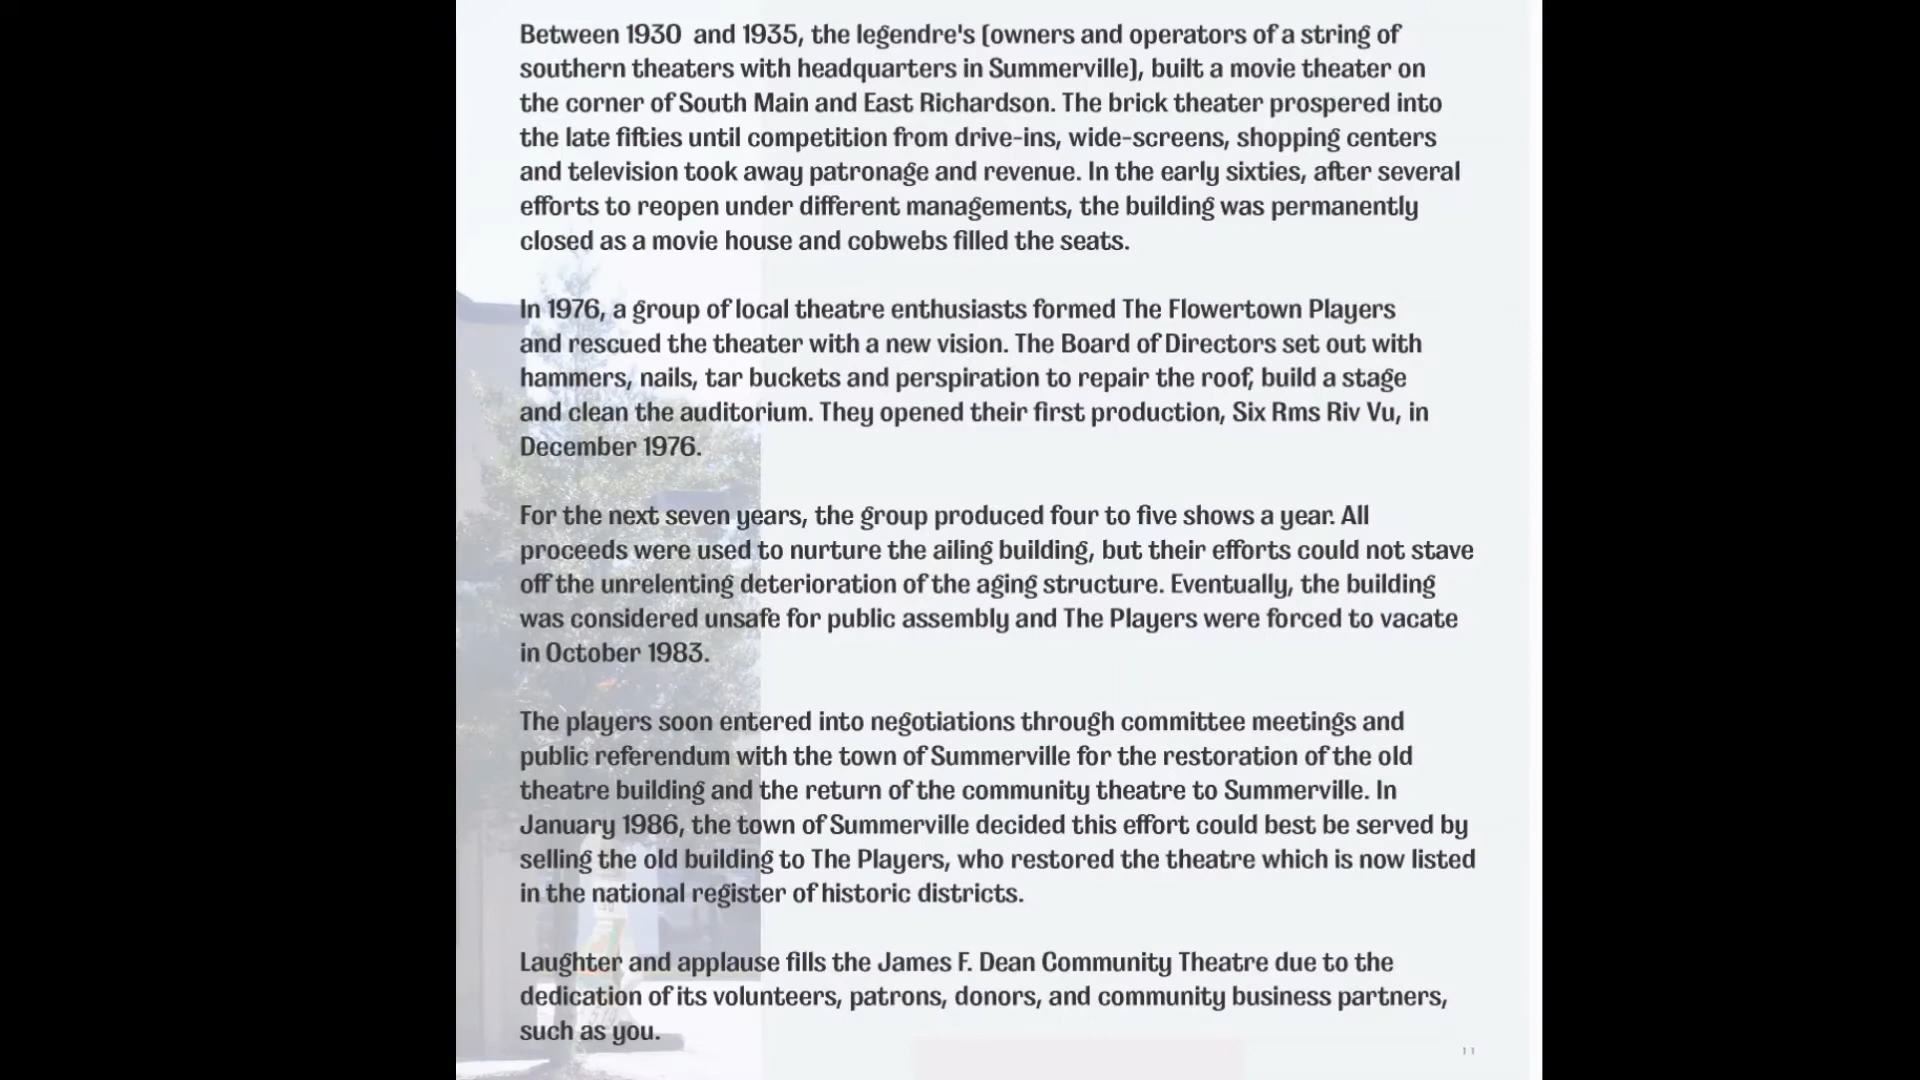 Between 1930 and 1935, the legendre's (owners and operators of a string of
southern theaters with headquarters in Summerville), built a movie theater on
the corner of South Main and East Richardson. The brick theater prospered into
the late fifties until competition from drive-ins, wide-screens, shopping centers
and television took away patronage and revenue. In the early sixties, after several
efforts to reopen under different managements, the building was permanently
closed as a movie house and cobwebs filled the seats.
In 1976, a group of local theatre enthusiasts formed The Flowertown Players
and rescued the theater with a new vision. The Board of Directors set out with
hammers, nails, tar buckets and perspiration to repair the roof, build a stage
and clean the auditorium. They opened their first production, Six Rms Riv Vu, in
December 1976.
For the next seven years, the group produced four to five shows a year. All
proceeds were used to nurture the ailing building, but their efforts could not stave
off the unrelenting deterioration of the aging structure. Eventually, the building
was considered unsafe for public assembly and The Players were forced to vacate
in October 1983.
The players soon entered into negotiations through committee meetings and
public referendum with the town of Summerville for the restoration of the old
theatre building and the return of the community theatre to Summerville. In
January 1986, the town of Summerville decided this effort could best be served by
selling the old building to The Players, who restored the theatre which is now listed
in the national register of historic districts.
Laughter and applause fills the James F. Dean Community Theatre due to the
dedication of its volunteers, patrons, donors, and community business partners,
such as you.
11